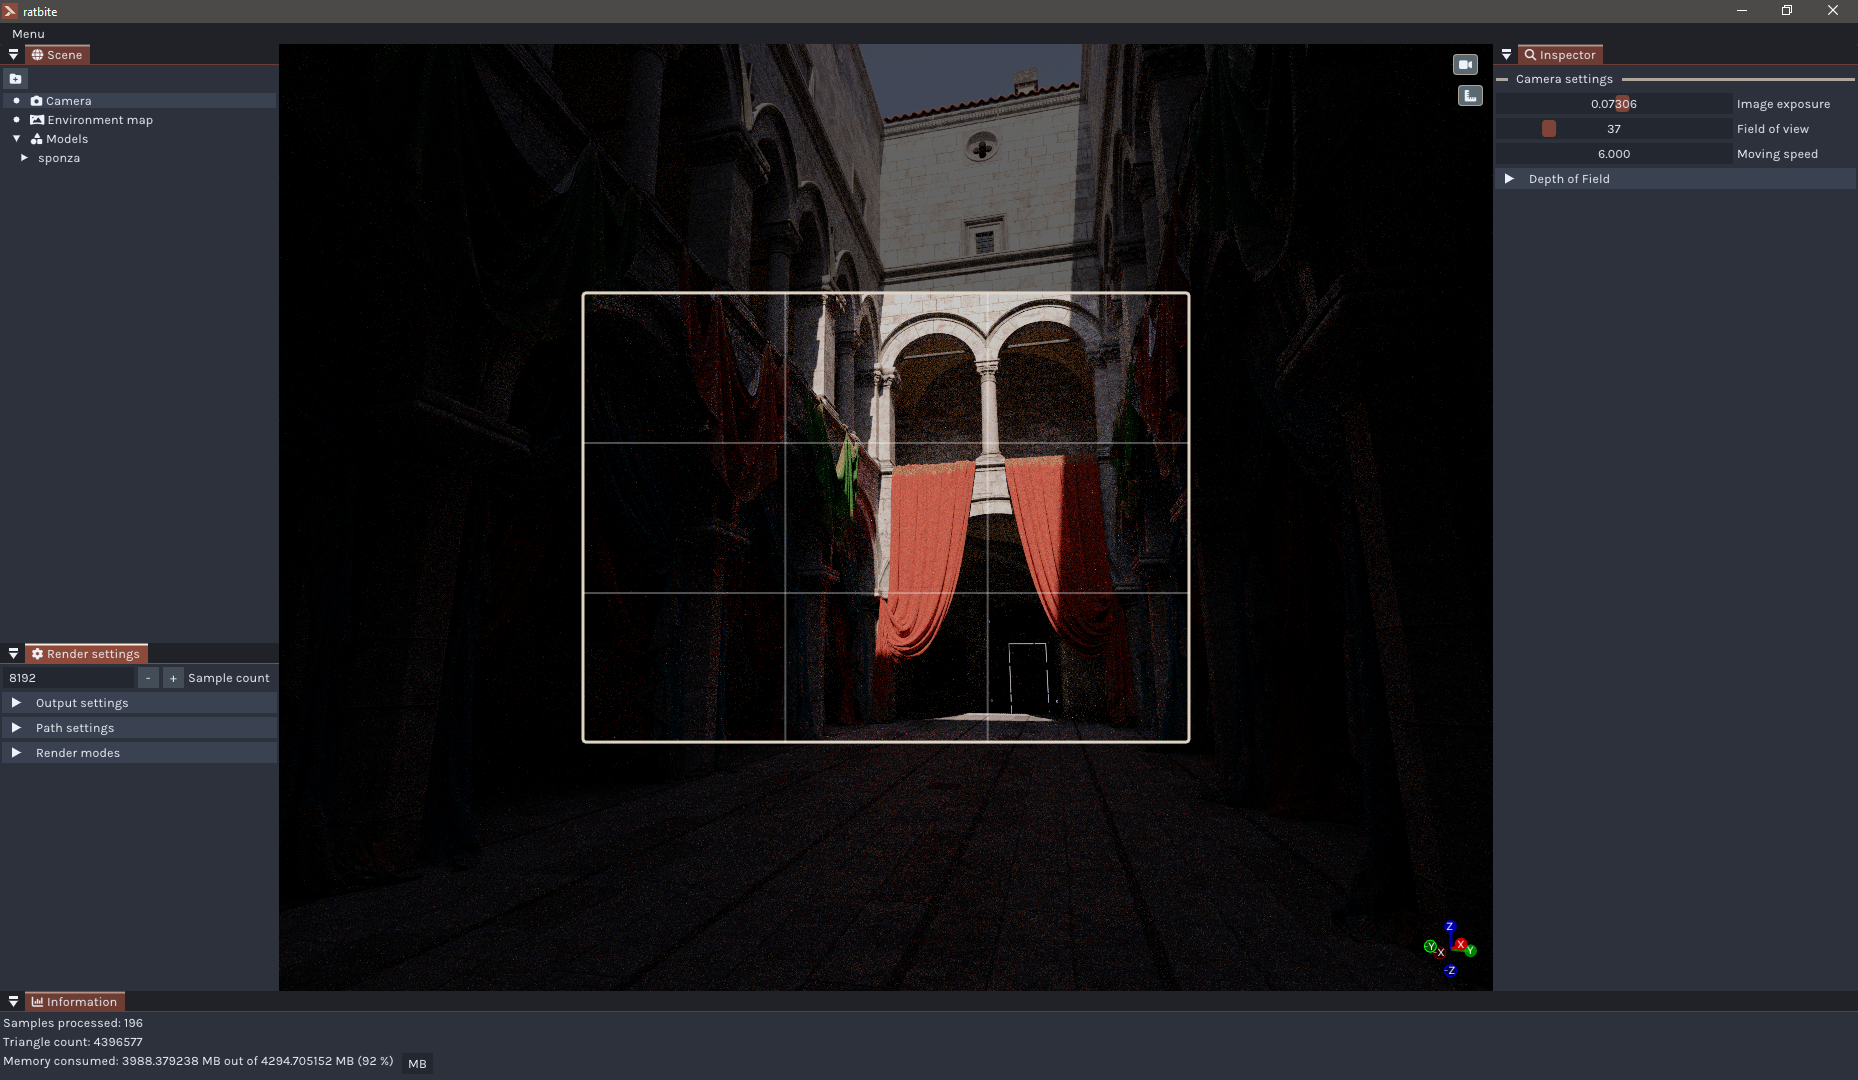 ratbite
Menu
Scene
Camera
Environment map
Models
sponza
Render settings
8192 - + Sample count
Output settings
Path settings
Render modes
Inspector
Camera settings
0.07306 Image exposure
37 Field of view
6.000 Moving speed
Depth of Field
Z
Y X X Y
-Z
Information
Samples processed: 196
Triangle count: 4396577
Memory consumed: 3988.379238 MB out of 4294.705152 MB (92 %) MB